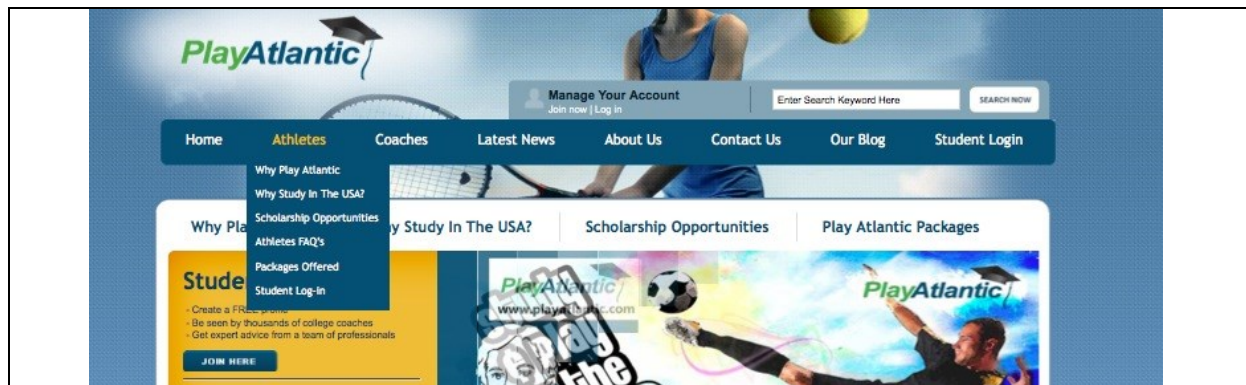 PlayAtlantic
Manage Your Account
Join now | Log in
Enter Search Keyword Here
SEARCH NOW
Home Athletes Coaches Latest News About Us Contact Us Our Blog Student Login
Why Play Atlantic
Why Study In The USA?
Scholarship Opportunities
Athletes FAQ's
Packages Offered
Student Log-in
Why Pla y Study In The USA? Scholarship Opportunities Play Atlantic Packages
Stude
- Create a FREE
- Be seen by thousands of college coaches
- Get expert advice from a team of professionals
JOIN HERE
PlayAtlantic
www.playatlantic.com
study
play
the
PlayAtlantic